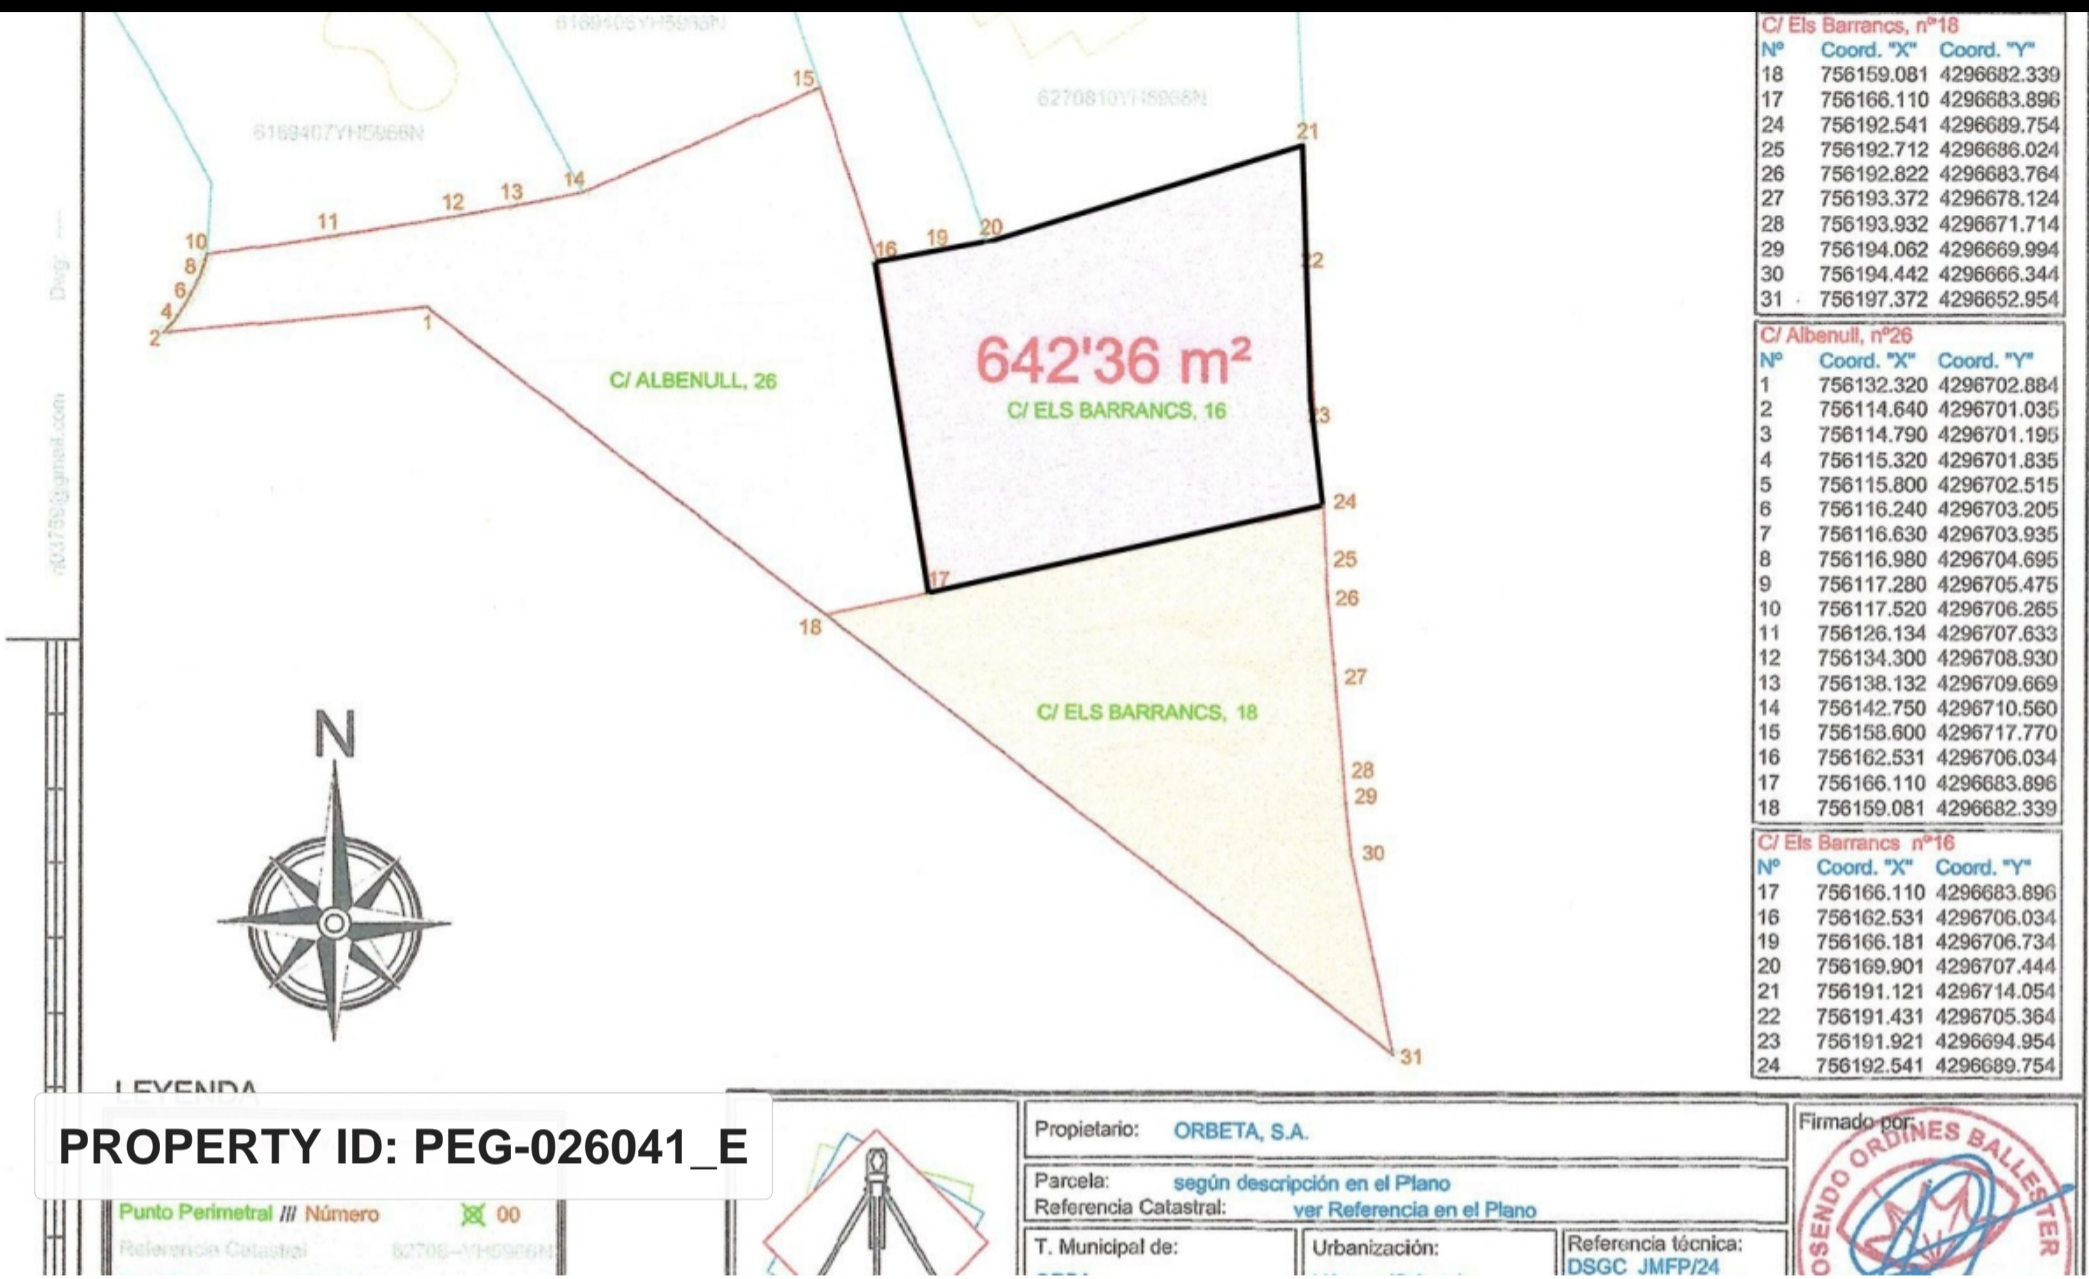 6169406YH5966N
6169407YH5966N
6270810YH5966N
15
21
14
13
12
11
10
8
6
4
2
1
16
19
20
22
642'36 m²
C/ ALBENULL, 26
C/ ELS BARRANCS, 16
23
24
25
17
26
18
27
C/ ELS BARRANCS, 18
28
29
30
31
N
Dwg:
C/ Els Barrancs, nº18
Nº Coord. "X" Coord. "Y"
18 756159.081 4296682.339
17 756166.110 4296683.896
24 756192.541 4296689.754
25 756192.712 4296686.024
26 756192.822 4296683.764
27 756193.372 4296678.124
28 756193.932 4296671.714
29 756194.062 4296669.994
30 756194.442 4296666.344
31 756197.372 4296652.954
C/ Albenull, nº26
Nº Coord. "X" Coord. "Y"
1 756132.320 4296702.884
2 756114.640 4296701.035
3 756114.790 4296701.195
4 756115.320 4296701.835
5 756115.800 4296702.515
6 756116.240 4296703.205
7 756116.630 4296703.935
8 756116.980 4296704.695
9 756117.280 4296705.475
10 756117.520 4296706.265
11 756126.134 4296707.633
12 756134.300 4296708.930
13 756138.132 4296709.669
14 756142.750 4296710.560
15 756158.600 4296717.770
16 756162.531 4296706.034
17 756166.110 4296683.896
18 756159.081 4296682.339
C/ Els Barrancs nº16
Nº Coord. "X" Coord. "Y"
17 756166.110 4296683.896
16 756162.531 4296706.034
19 756166.181 4296706.734
20 756169.901 4296707.444
21 756191.121 4296714.054
22 756191.431 4296705.364
23 756191.921 4296694.954
24 756192.541 4296689.754
LEYENDA
PROPERTY ID: PEG-026041_E
Punto Perimetral /// Número 00
Referencia Catastral 62708--YH5966N
Propietario: ORBETA, S.A.
Parcela: según descripción en el Plano
Referencia Catastral: ver Referencia en el Plano
T. Municipal de:
Urbanización:
Referencia técnica:
DSGC_JMFP/24
Firmado por:
ROSENDO ORDINES BALLESTER